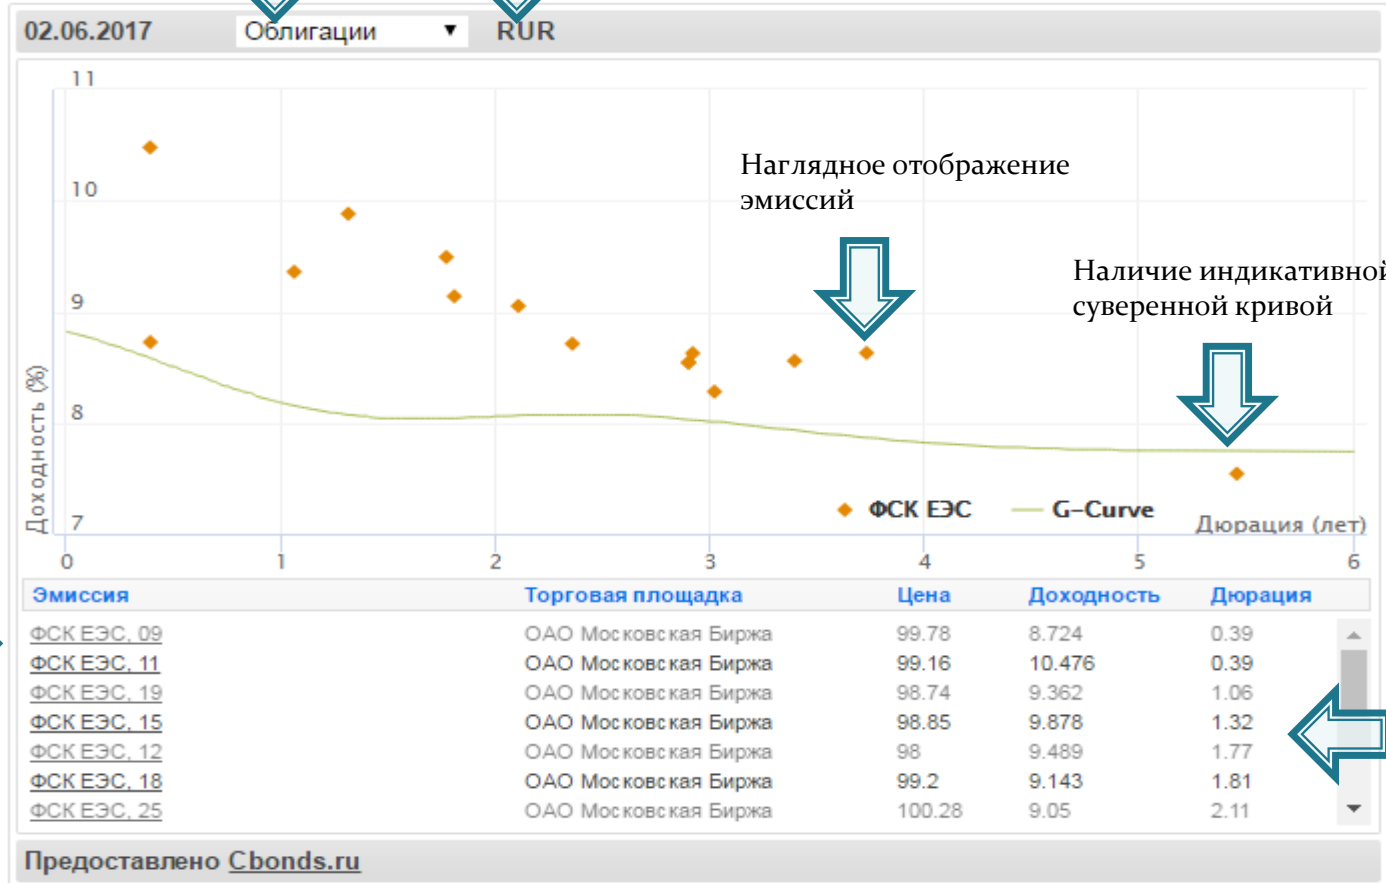 02.06.2017 Облигации RUR
11
10
9
8
7
Доходность (%)
Наглядное отображение
эмиссий
Наличие индикативной
суверенной кривой
ФСК ЕЭС G-Curve
Дюрация (лет)
0 1 2 3 4 5 6
Эмиссия Торговая площадка Цена Доходность Дюрация
ФСК ЕЭС, 09 ОАО Московская Биржа 99.78 8.724 0.39
ФСК ЕЭС, 11 ОАО Московская Биржа 99.16 10.476 0.39
ФСК ЕЭС, 19 ОАО Московская Биржа 98.74 9.362 1.06
ФСК ЕЭС, 15 ОАО Московская Биржа 98.85 9.878 1.32
ФСК ЕЭС, 12 ОАО Московская Биржа 98 9.489 1.77
ФСК ЕЭС, 18 ОАО Московская Биржа 99.2 9.143 1.81
ФСК ЕЭС, 25 ОАО Московская Биржа 100.28 9.05 2.11
Предоставлено Cbonds.ru